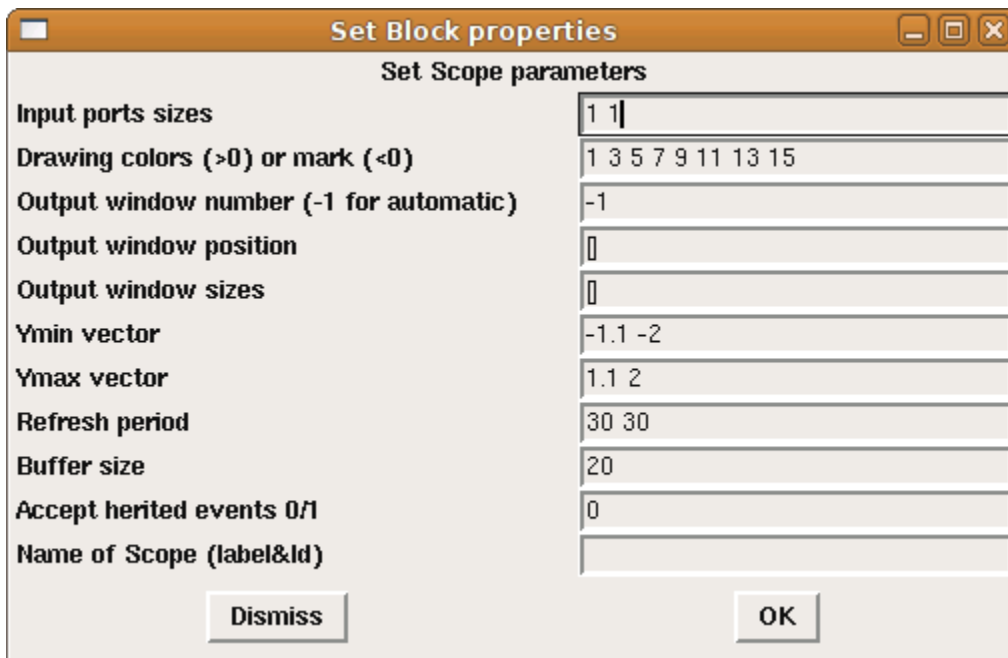 Set Block properties
Set Scope parameters
Input ports sizes 1 1
Drawing colors (>0) or mark (<0) 1 3 5 7 9 11 13 15
Output window number (-1 for automatic) -1
Output window position []
Output window sizes []
Ymin vector -1.1 -2
Ymax vector 1.1 2
Refresh period 30 30
Buffer size 20
Accept herited events 0/1 0
Name of Scope (label&Id)
Dismiss OK